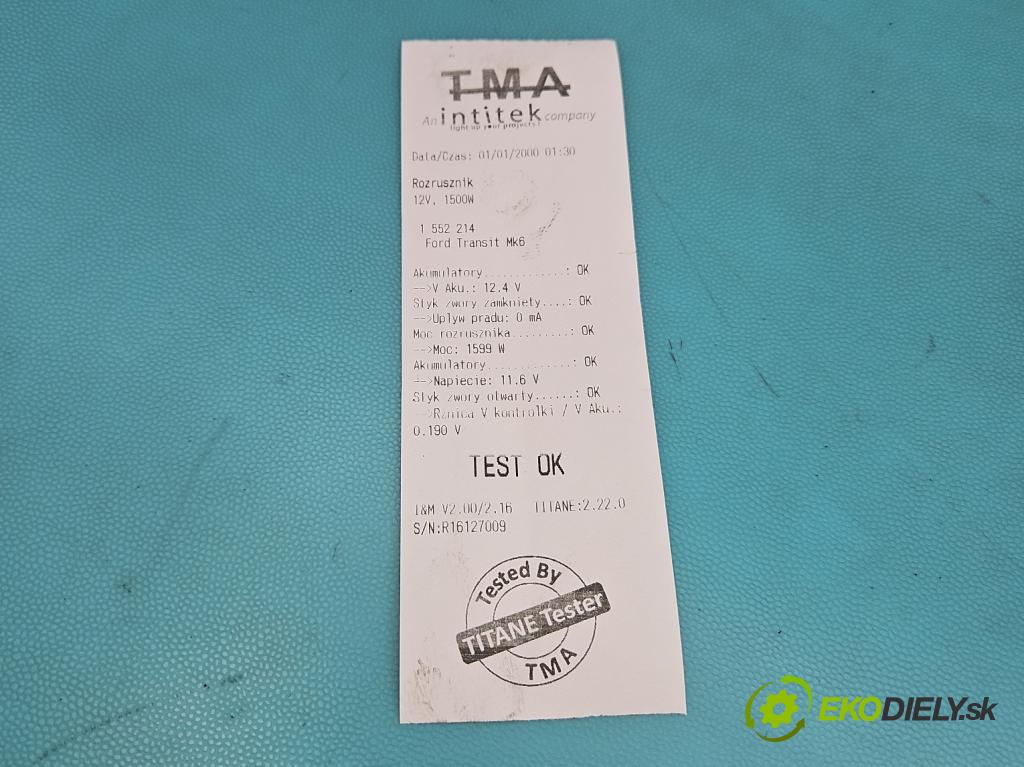 TMA
An intitek company
light up your projects !
Data/Czas: 01/01/2000 01:30
Rozrusznik
12V, 1500W
1 552 214
Ford Transit Mk6
Akumulatory.............: OK
-->V Aku.: 12.4 V
Styk zwory zamkniety....: OK
-->Uplyw pradu: 0 mA
Moc rozrusznika.........: OK
-->Moc: 1599 W
Akumulatory.............: OK
-->Napiecie: 11.6 V
Styk zwory otwarty......: OK
-->Rznica V kontrolki / V Aku.:
0.190 V
TEST OK
I&M V2.00/2.16 TITANE:2.22.0
S/N:R16127009
Tested By
TITANE Tester
TMA
EKODIELY.sk